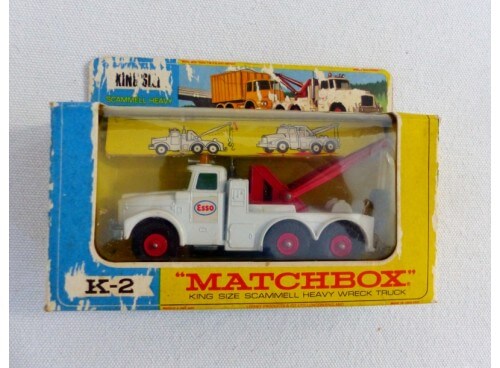 KING SIZE
SCAMMELL HEAVY
Esso
K-2
"MATCHBOX"
KING SIZE SCAMMELL HEAVY WRECK TRUCK